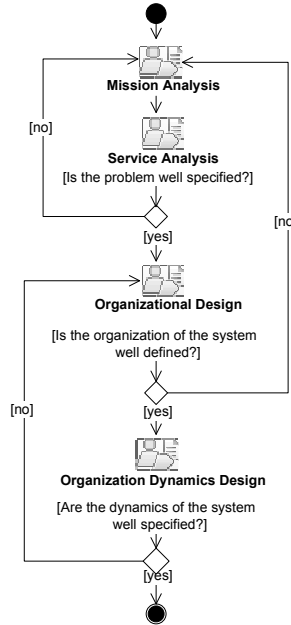 Mission Analysis
[no]
Service Analysis
[Is the problem well specified?]
[no
[yes]
Organizational Design
[Is the organization of the system
well defined?]
[no]
[yes]
Organization Dynamics Design
[Are the dynamics of the system
well specified?]
[yes]